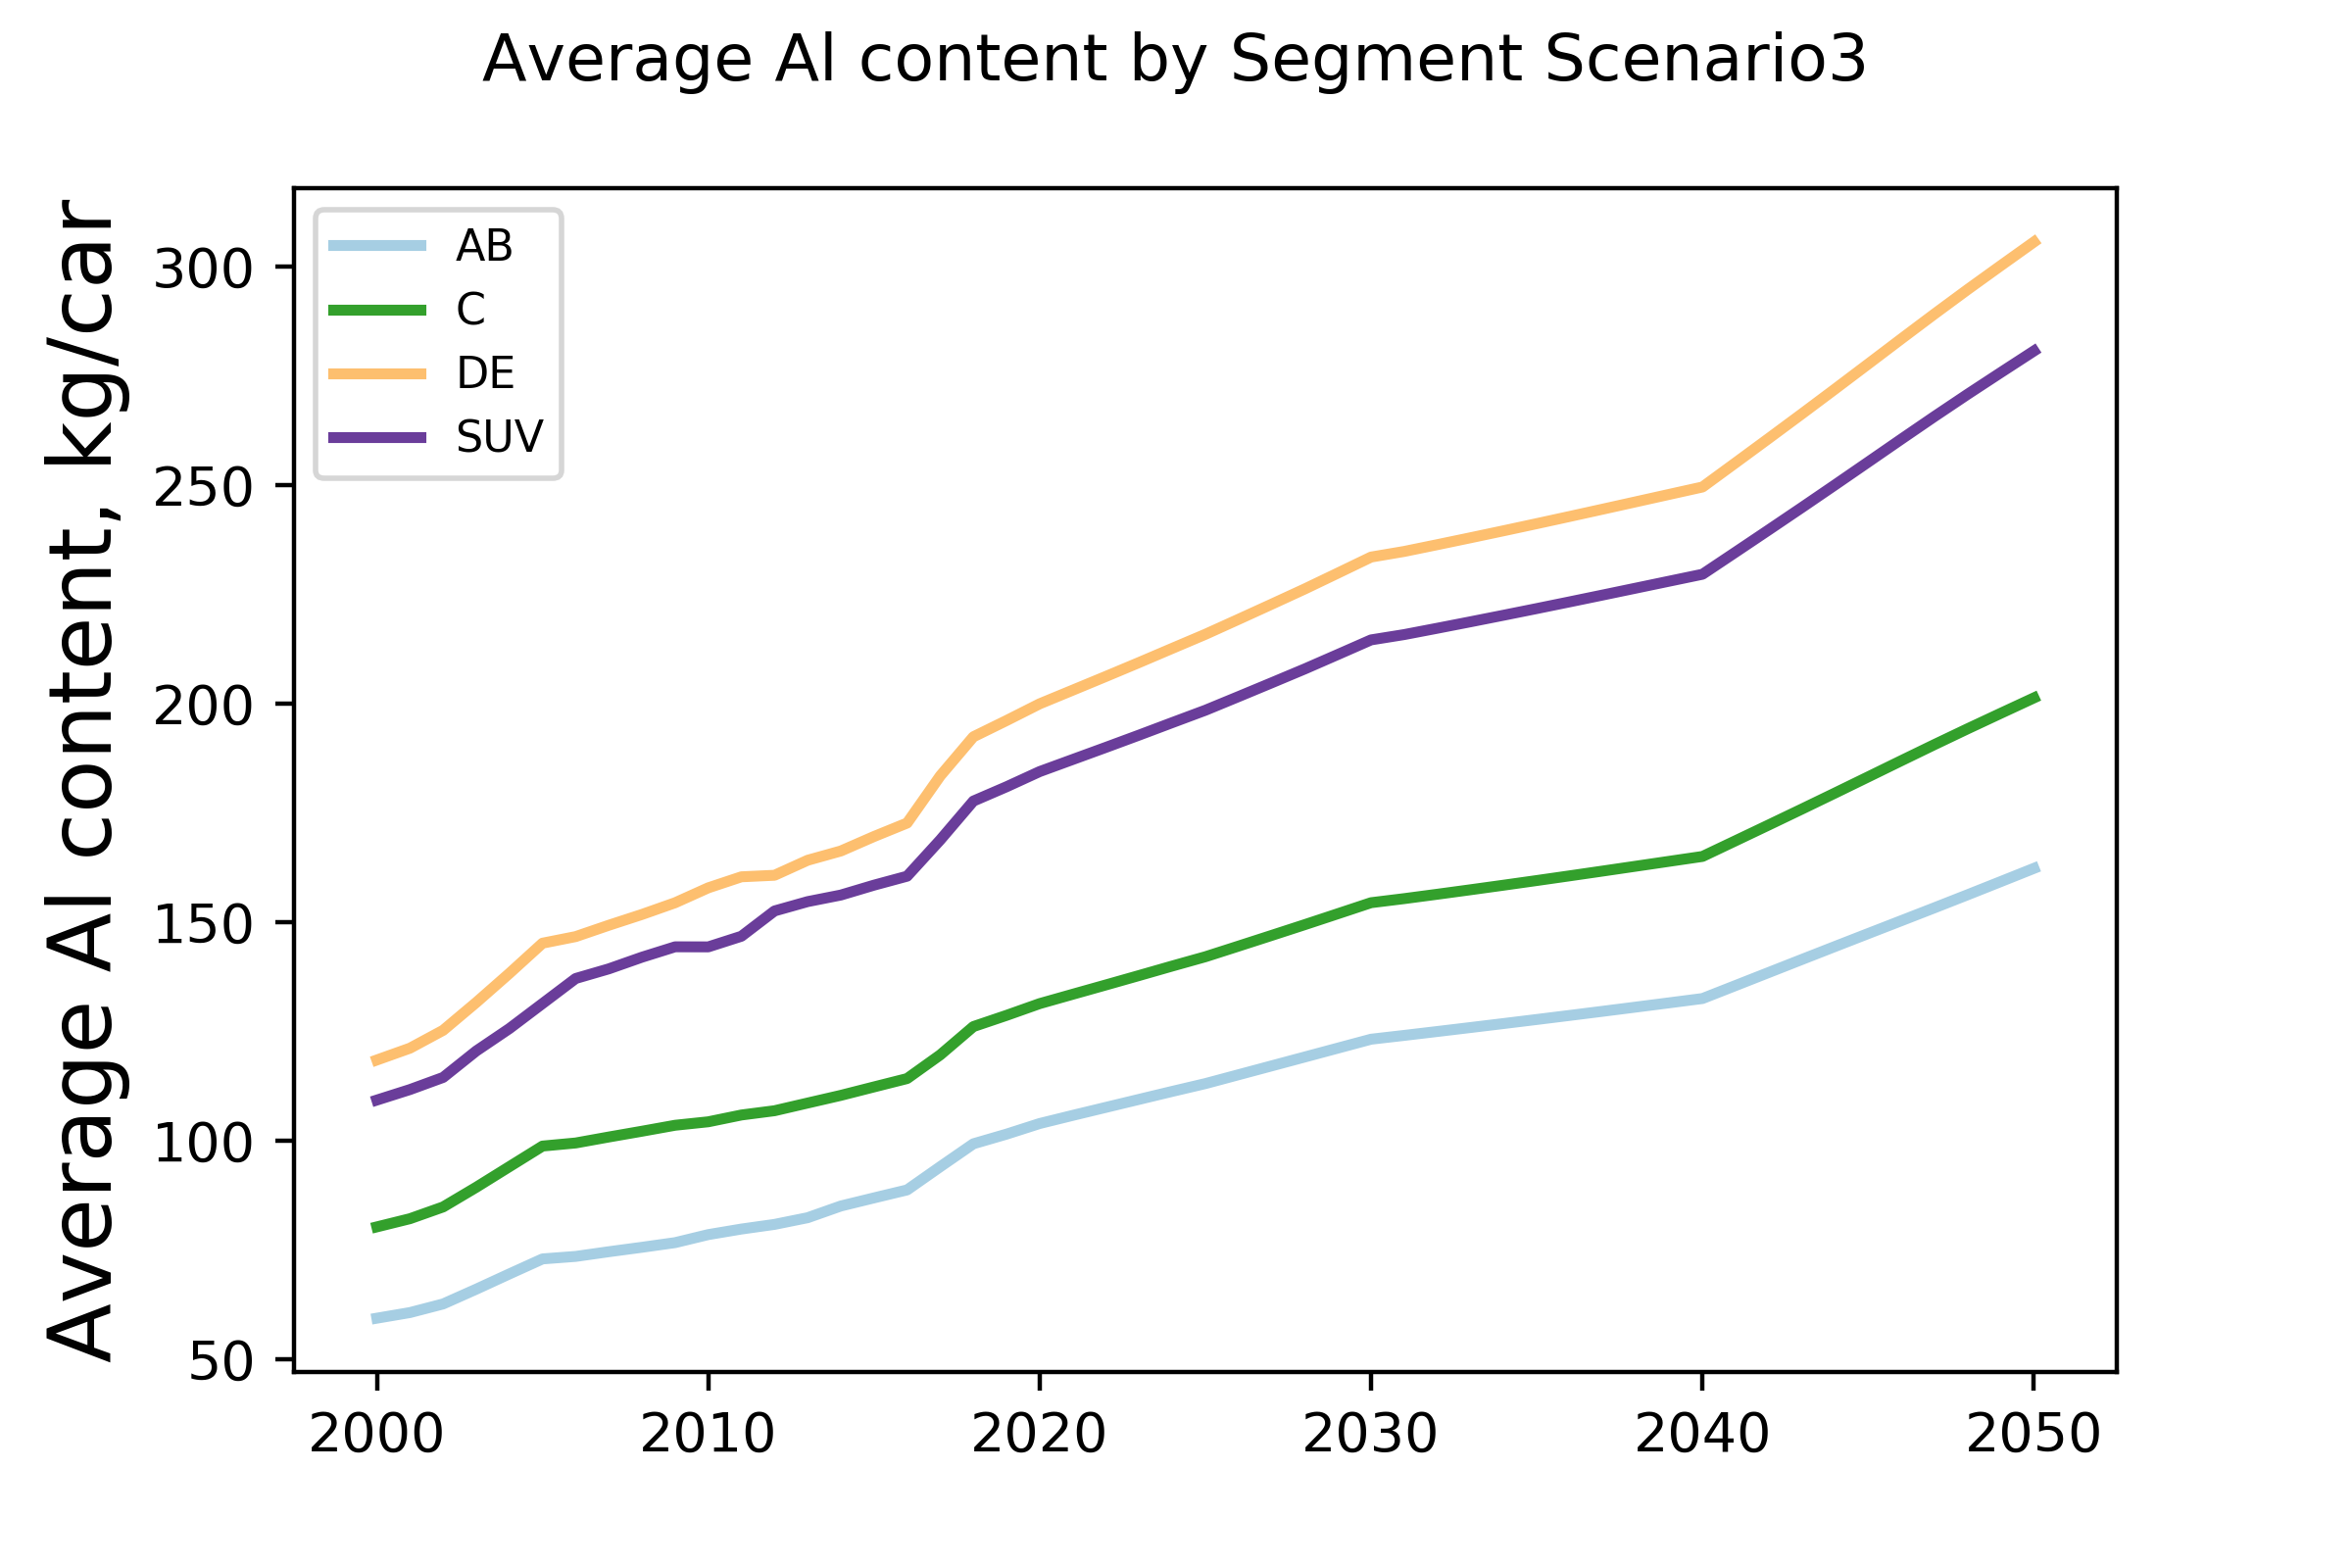 Average Al content by Segment Scenario3
Average Al content, kg/car
300
250
200
150
100
50
AB
C
DE
SUV
2000 2010 2020 2030 2040 2050